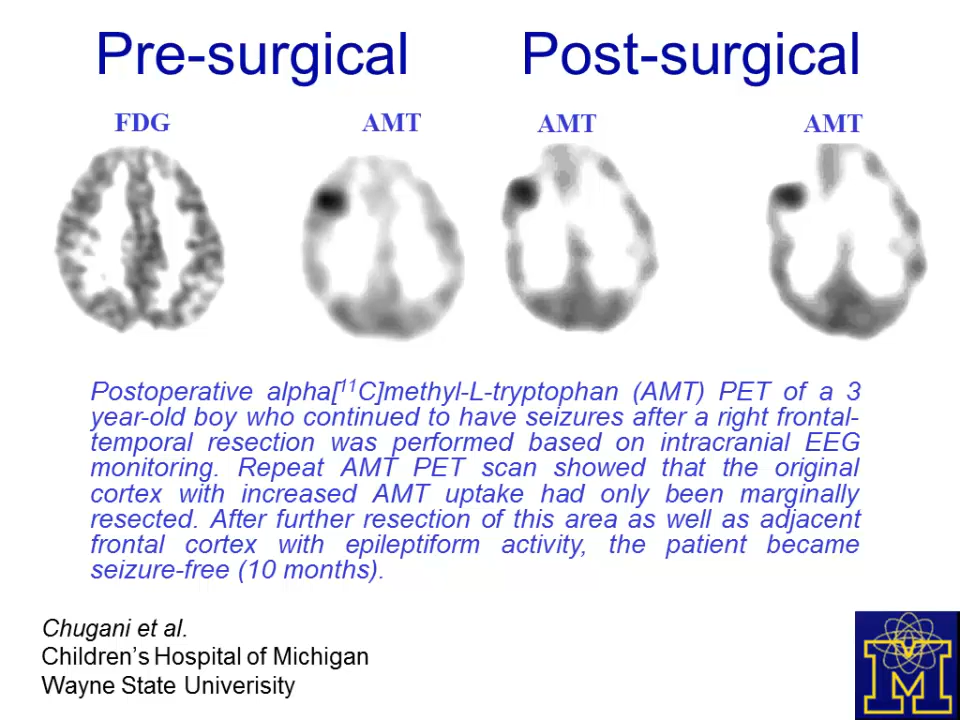 Pre-surgical Post-surgical
FDG AMT AMT AMT
Postoperative alpha[¹¹C]methyl-L-tryptophan (AMT) PET of a 3
year-old boy who continued to have seizures after a right frontal-
temporal resection was performed based on intracranial EEG
monitoring. Repeat AMT PET scan showed that the original
cortex with increased AMT uptake had only been marginally
resected. After further resection of this area as well as adjacent
frontal cortex with epileptiform activity, the patient became
seizure-free (10 months).
Chugani et al.
Children’s Hospital of Michigan
Wayne State Univerisity
M